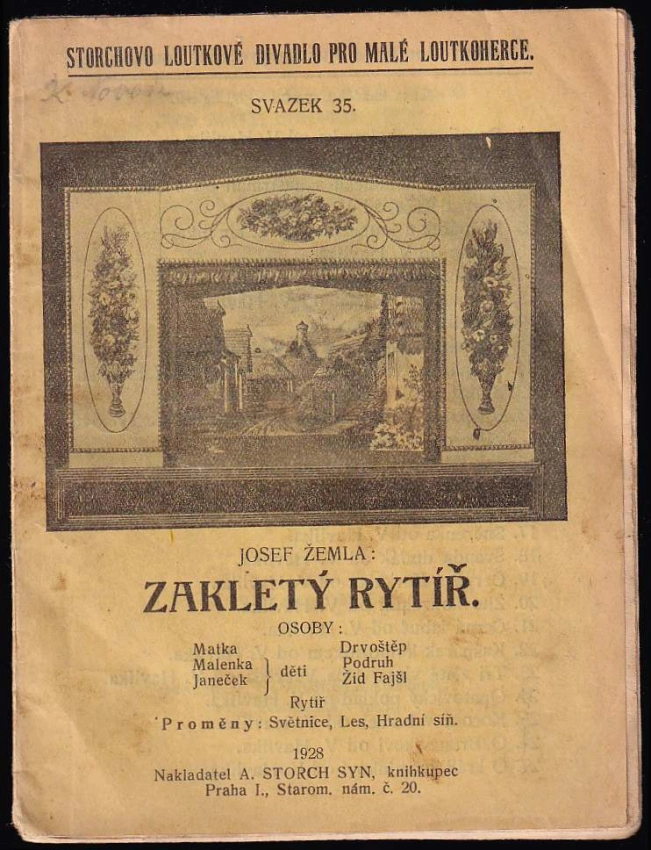 STORCHOVO LOUTKOVÉ DIVADLO PRO MALÉ LOUTKOHERCE.
SVAZEK 35.
JOSEF ŽEMLA:
ZAKLETÝ RYTÍŘ.
OSOBY:
Matka Drvoštěp
Malenka } děti Podruh
Janeček Žid Fajšl
Rytíř
Proměny: Světnice, Les, Hradní síň.
1928
Nakladatel A. STORCH SYN, knihkupec
Praha I., Starom. nám. č. 20.